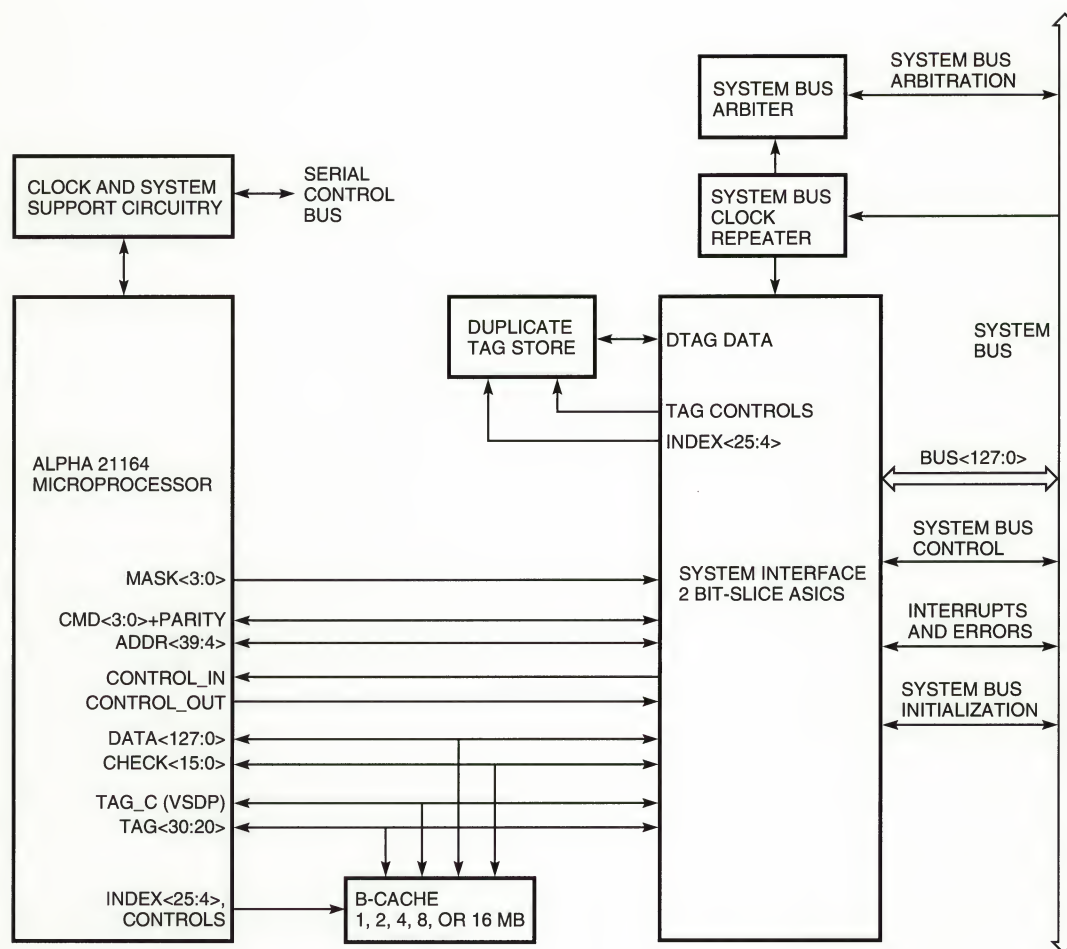 SYSTEM BUS
ARBITRATION
SYSTEM BUS
ARBITER
CLOCK AND SYSTEM
SUPPORT CIRCUITRY
SERIAL
CONTROL
BUS
SYSTEM BUS
CLOCK
REPEATER
DUPLICATE
TAG STORE
DTAG DATA
SYSTEM
BUS
TAG CONTROLS
INDEX<25:4>
ALPHA 21164
MICROPROCESSOR
BUS<127:0>
SYSTEM BUS
CONTROL
MASK<3:0>
SYSTEM INTERFACE
2 BIT-SLICE ASICS
CMD<3:0>+PARITY
ADDR<39:4>
INTERRUPTS
AND ERRORS
CONTROL_IN
CONTROL_OUT
SYSTEM BUS
INITIALIZATION
DATA<127:0>
CHECK<15:0>
TAG_C (VSDP)
TAG<30:20>
INDEX<25:4>,
CONTROLS
B-CACHE
1, 2, 4, 8, OR 16 MB